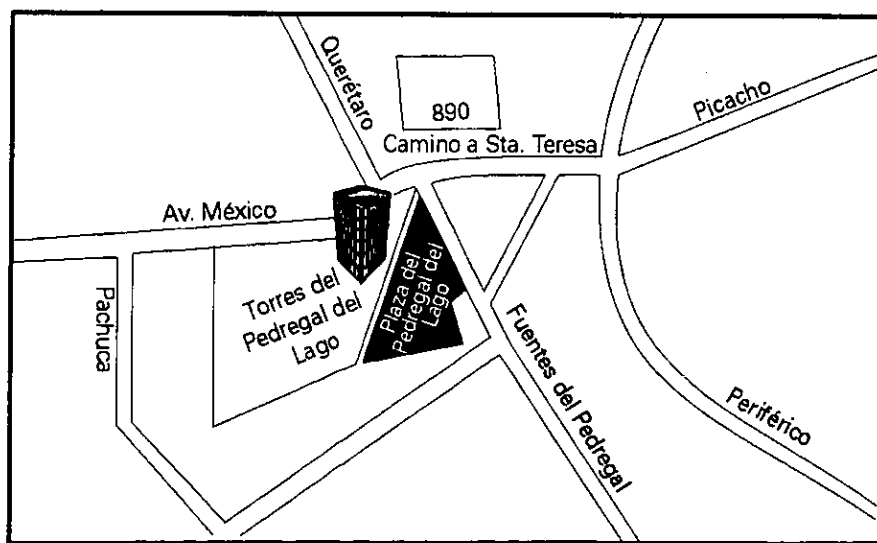 Querétaro
890
Camino a Sta. Teresa
Picacho
Av. México
Pachuca
Torres del
Pedregal del
Lago
Plaza del
Pedregal del
Lago
Fuentes del Pedregal
Periférico